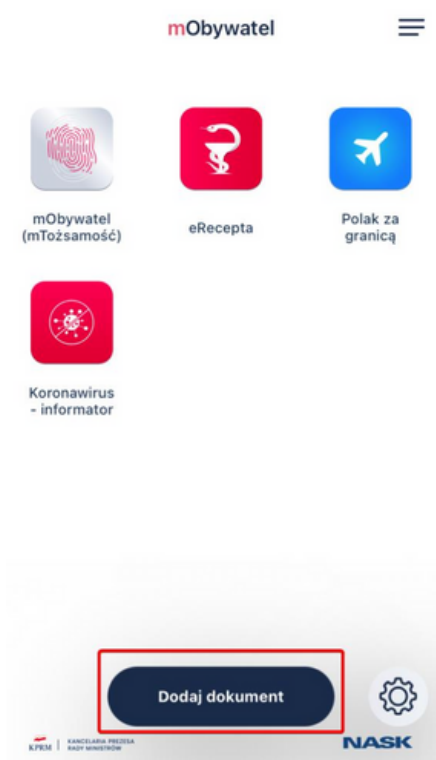 mObywatel
mObywatel
(mTożsamość)
eRecepta
Polak za
granicą
Koronawirus
- informator
Dodaj dokument
KPRM
KANCELARIA PREZESA
RADY MINISTRÓW
NASK